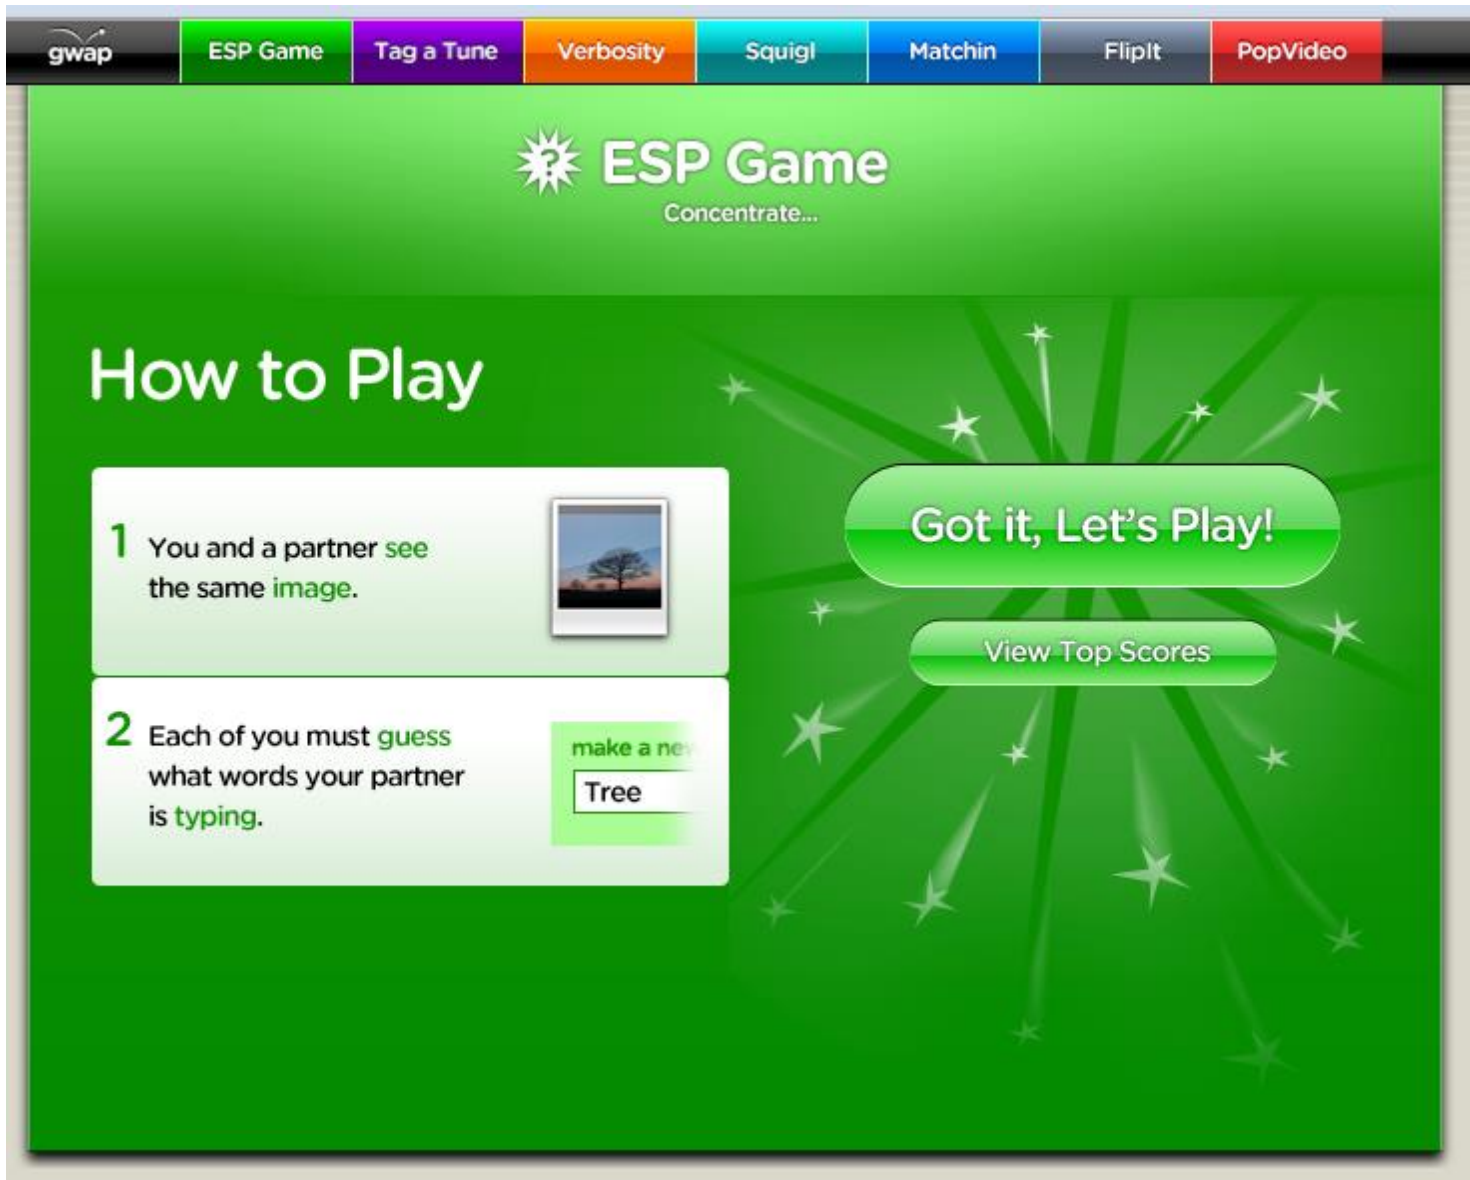 gwap ESP Game Tag a Tune Verbosity Squigl Matchin FlipIt PopVideo
? ESP Game
Concentrate...
How to Play
1 You and a partner see
the same image.
2 Each of you must guess
what words your partner
is typing.
make a new
Tree
Got it, Let's Play!
View Top Scores